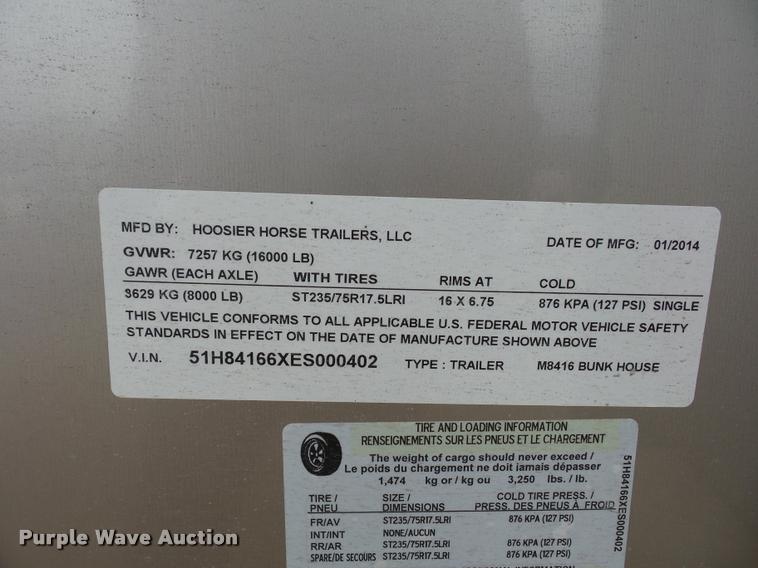 MFD BY: HOOSIER HORSE TRAILERS, LLC DATE OF MFG: 01/2014
GVWR: 7257 KG (16000 LB)
GAWR (EACH AXLE) WITH TIRES RIMS AT COLD
3629 KG (8000 LB) ST235/75R17.5LRI 16 X 6.75 876 KPA (127 PSI) SINGLE
THIS VEHICLE CONFORMS TO ALL APPLICABLE U.S. FEDERAL MOTOR VEHICLE SAFETY
STANDARDS IN EFFECT ON THE DATE OF MANUFACTURE SHOWN ABOVE
V.I.N. 51H84166XES000402 TYPE : TRAILER M8416 BUNK HOUSE
TIRE AND LOADING INFORMATION
RENSEIGNEMENTS SUR LES PNEUS ET LE CHARGEMENT
The weight of cargo should never exceed /
Le poids du chargement ne doit iamais dépasser
1,474 kg or / kg ou 3,250 lbs. / lb.
TIRE / SIZE / COLD TIRE PRESS. /
PNEU DIMENSIONS PRESS. DES PNEUS À FROID
FR/AV ST235/75R17.5LRI 876 KPA (127 PSI)
INT/INT NONE/AUCUN
RR/AR ST235/75R17.5LRI 876 KPA (127 PSI)
SPARE/DE SECOURS ST235/75R17.5LRI 876 KPA (127 PSI)
51H84166XES000402
Purple Wave Auction